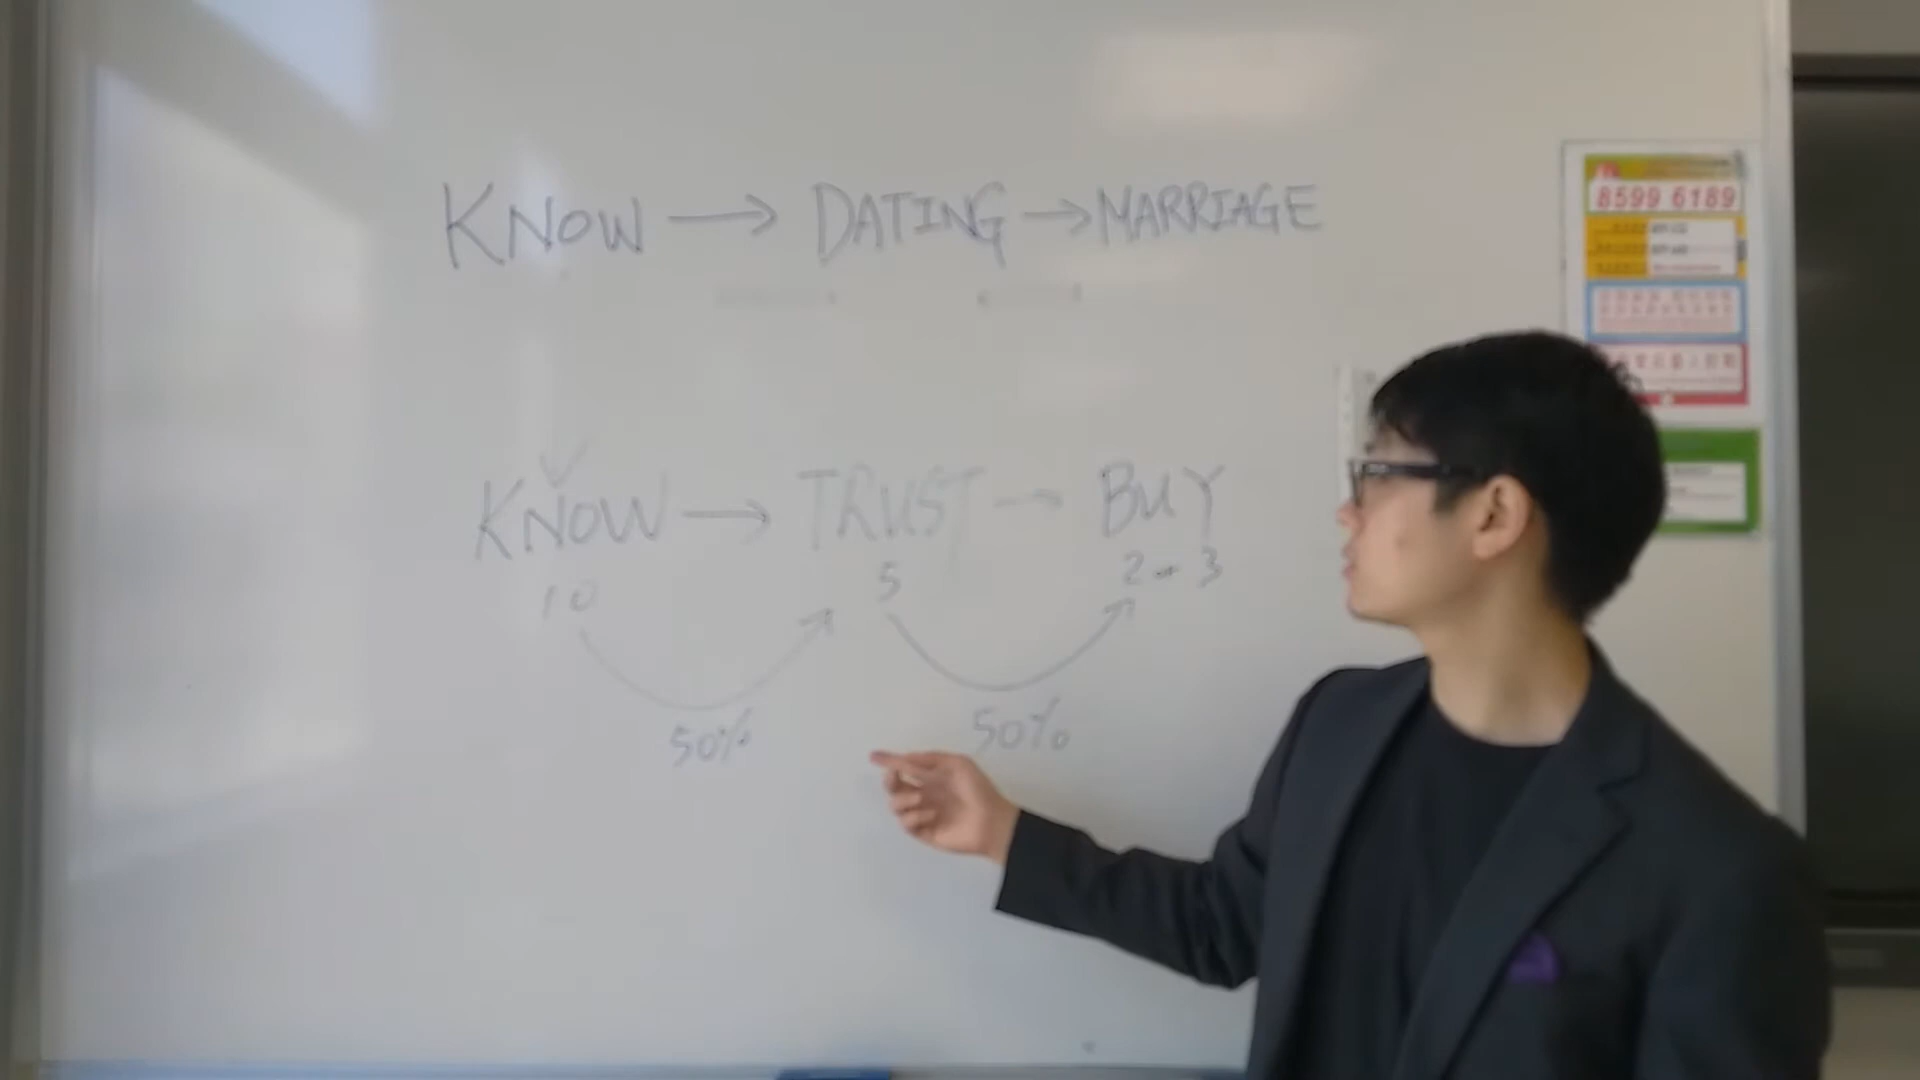 KNOW → DATING → MARRIAGE
KNOW → TRUST → BUY
10 5 2-3
50% 50%
8599 6189